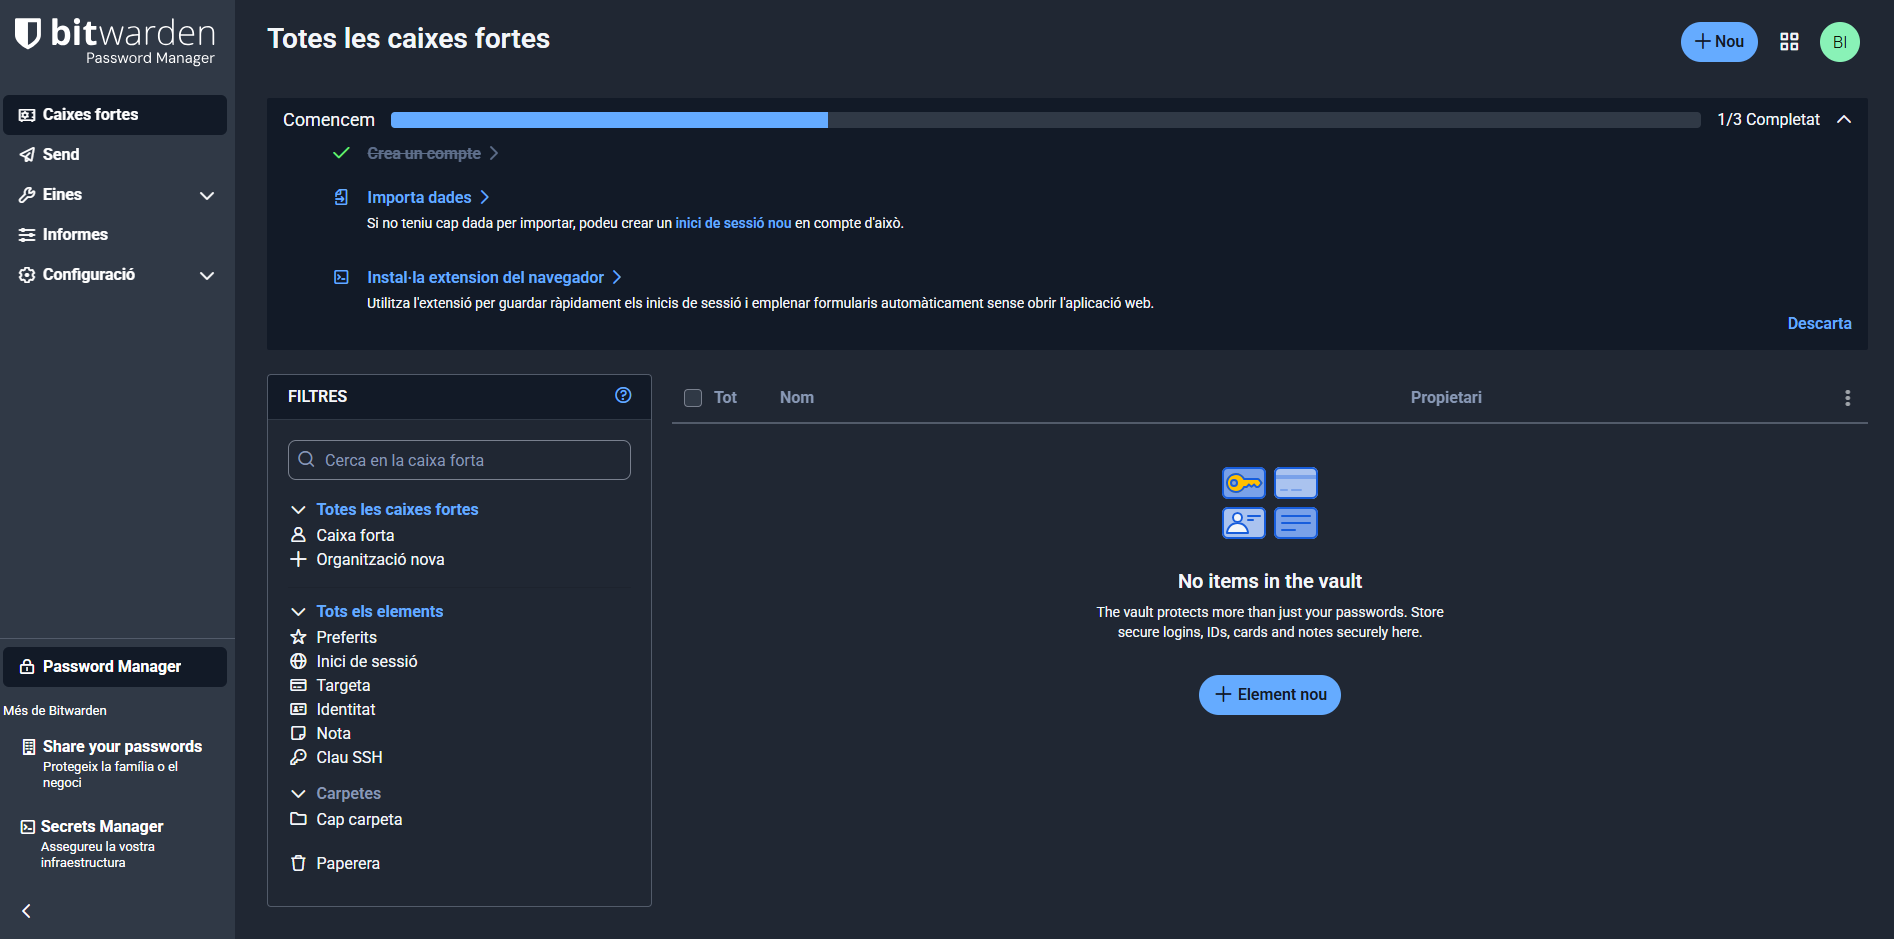 bitwarden
Password Manager
Caixes fortes
Send
Eines
Informes
Configuració
Password Manager
Més de Bitwarden
Share your passwords
Protegeix la família o el
negoci
Secrets Manager
Assegureu la vostra
infraestructura
Totes les caixes fortes
Nou
BI
Comencem
1/3 Completat
Crea un compte
Importa dades
Si no teniu cap dada per importar, podeu crear un inici de sessió nou en compte d'això.
Instal·la extension del navegador
Utilitza l'extensió per guardar ràpidament els inicis de sessió i emplenar formularis automàticament sense obrir l'aplicació web.
Descarta
FILTRES
Cerca en la caixa forta
Totes les caixes fortes
Caixa forta
Organització nova
Tots els elements
Preferits
Inici de sessió
Targeta
Identitat
Nota
Clau SSH
Carpetes
Cap carpeta
Paperera
Tot Nom Propietari
No items in the vault
The vault protects more than just your passwords. Store
secure logins, IDs, cards and notes securely here.
Element nou